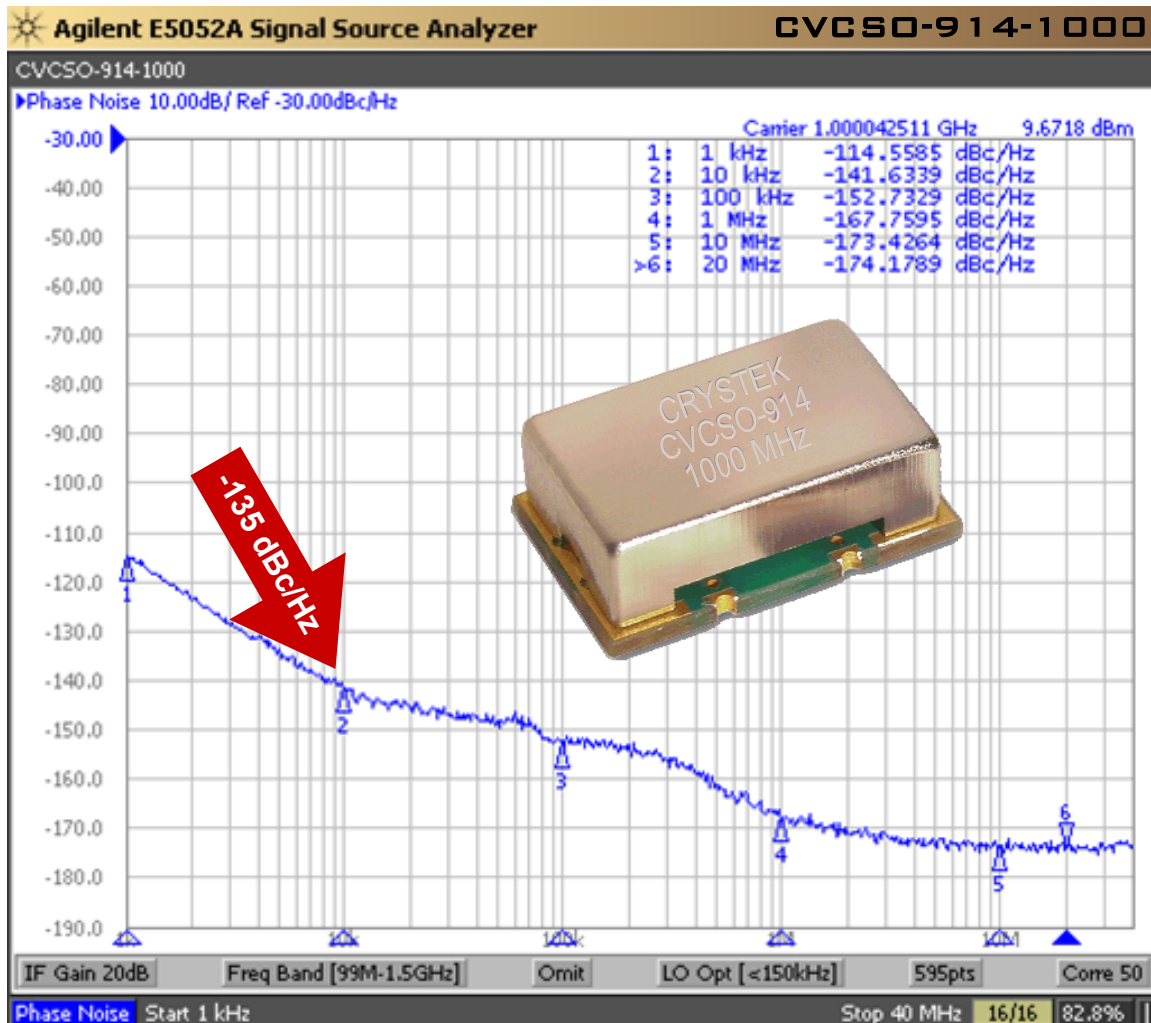 Agilent E5052A Signal Source Analyzer
CVCSO-914-1000
CVCSO-914-1000
Phase Noise 10.00dB/ Ref -30.00dBc/Hz
Carrier 1.000042511 GHz 9.6718 dBm
1: 1 kHz -114.5585 dBc/Hz
2: 10 kHz -141.6339 dBc/Hz
3: 100 kHz -152.7329 dBc/Hz
4: 1 MHz -167.7595 dBc/Hz
5: 10 MHz -173.4264 dBc/Hz
>6: 20 MHz -174.1789 dBc/Hz
-30.00
-40.00
-50.00
-60.00
-70.00
-80.00
-90.00
-100.0
-110.0
-120.0
-130.0
-140.0
-150.0
-160.0
-170.0
-180.0
-190.0
CRYSTEK
CVCSO-914
1000 MHz
-135 dBc/Hz
1
2
3
4
5
6
10k
100k
10M
IF Gain 20dB
Freq Band [99M-1.5GHz]
Omit
LO Opt [<150kHz]
595pts
Corre 50
Phase Noise
Start 1 kHz
Stop 40 MHz
16/16
82.8%